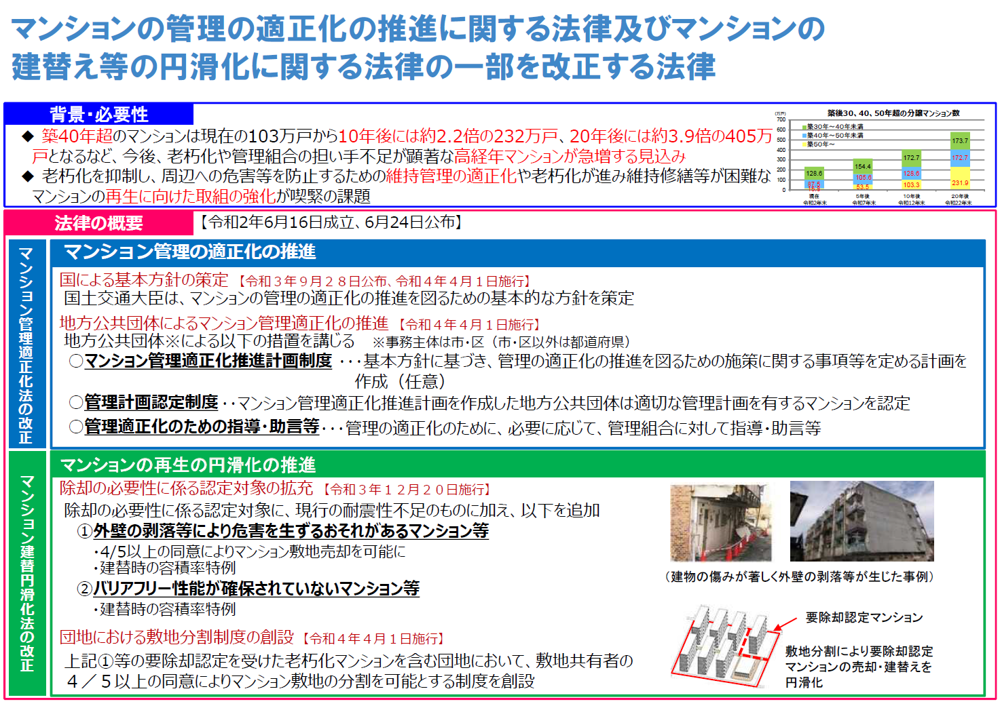 マンションの管理の適正化の推進に関する法律及びマンションの
建替え等の円滑化に関する法律の一部を改正する法律
背景・必要性
◆ 築40年超のマンションは現在の103万戸から10年後には約2.2倍の232万戸、20年後には約3.9倍の405万
戸となるなど、今後、老朽化や管理組合の担い手不足が顕著な高経年マンションが急増する見込み
◆ 老朽化を抑制し、周辺への危害等を防止するための維持管理の適正化や老朽化が進み維持修繕等が困難な
マンションの再生に向けた取組の強化が喫緊の課題
築後30、40、50年超の分譲マンション数
(万戸)
700
600
500
400
300
200
100
0
築30年~40年未満
築40年~50年未満
築50年~
128.6
154.4
105.6
53.5
172.7
128.6
103.3
173.7
172.7
231.9
現在
令和2年末
5年後
令和7年末
10年後
令和12年末
20年後
令和22年末
法律の概要
【令和2年6月16日成立、6月24日公布】
マンション管理適正化法の改正
マンション管理の適正化の推進
国による基本方針の策定 【令和3年9月28日公布、令和4年4月1日施行】
国土交通大臣は、マンションの管理の適正化の推進を図るための基本的な方針を策定
地方公共団体によるマンション管理適正化の推進 【令和4年4月1日施行】
地方公共団体※による以下の措置を講じる ※事務主体は市・区（市・区以外は都道府県）
○マンション管理適正化推進計画制度 ・・・基本方針に基づき、管理の適正化の推進を図るための施策に関する事項等を定める計画を
作成（任意）
○管理計画認定制度・・マンション管理適正化推進計画を作成した地方公共団体は適切な管理計画を有するマンションを認定
○管理適正化のための指導・助言等・・・管理の適正化のために、必要に応じて、管理組合に対して指導・助言等
マンション建替円滑化法の改正
マンションの再生の円滑化の推進
除却の必要性に係る認定対象の拡充 【令和3年12月20日施行】
除却の必要性に係る認定対象に、現行の耐震性不足のものに加え、以下を追加
①外壁の剥落等により危害を生ずるおそれがあるマンション等
・4/5以上の同意によりマンション敷地売却を可能に
・建替時の容積率特例
②バリアフリー性能が確保されていないマンション等
・建替時の容積率特例
団地における敷地分割制度の創設 【令和4年4月1日施行】
上記①等の要除却認定を受けた老朽化マンションを含む団地において、敷地共有者の
4／5以上の同意によりマンション敷地の分割を可能とする制度を創設
（建物の傷みが著しく外壁の剥落等が生じた事例）
要除却認定マンション
敷地分割により要除却認定
マンションの売却・建替えを
円滑化